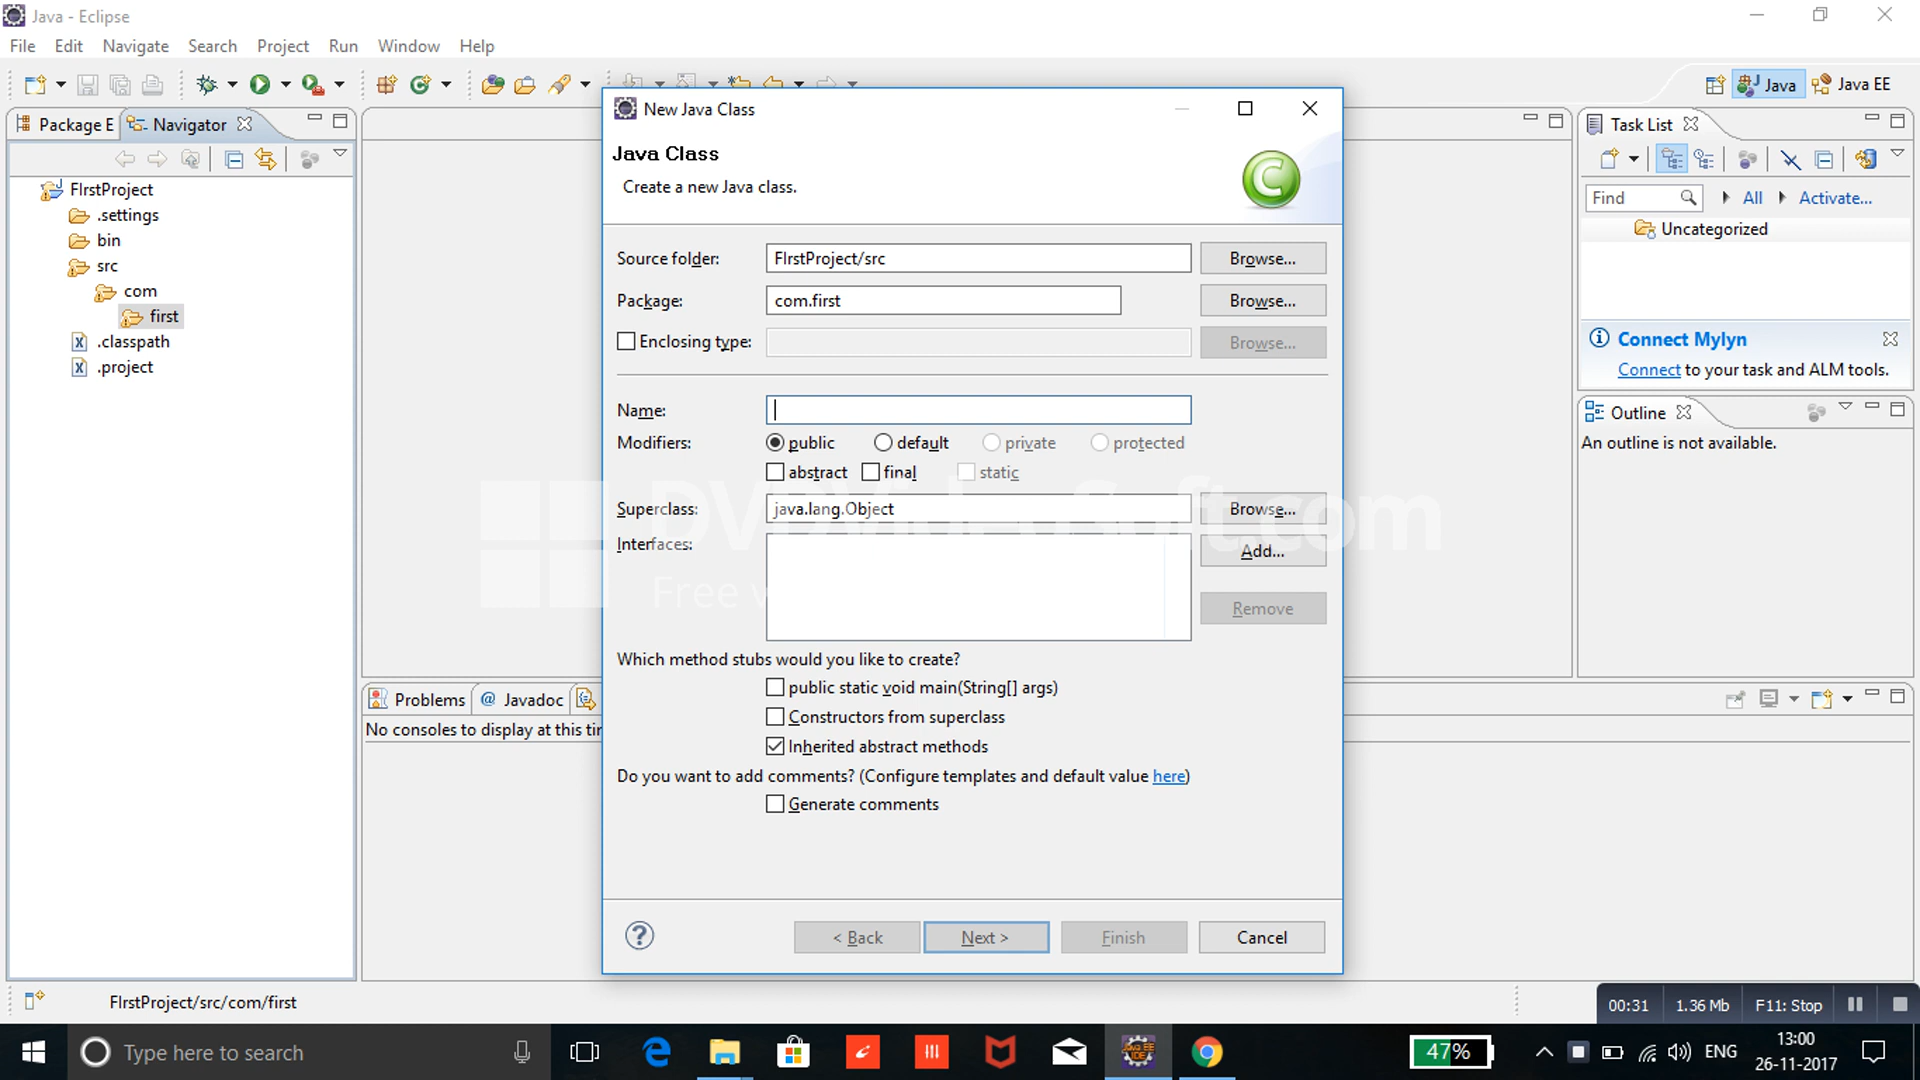 Java - Eclipse
File Edit Navigate Search Project Run Window Help
Java Java EE
Package E Navigator
FIrstProject
.settings
bin
src
com
first
.classpath
.project
New Java Class
Java Class
Create a new Java class.
Source folder: FIrstProject/src Browse...
Package: com.first Browse...
Enclosing type: Browse...
Name:
Modifiers: public default private protected
abstract final static
Superclass: java.lang.Object Browse...
Interfaces: Add...
Remove
Which method stubs would you like to create?
public static void main(String[] args)
Constructors from superclass
Inherited abstract methods
Do you want to add comments? (Configure templates and default value here)
Generate comments
< Back Next > Finish Cancel
DVDVideoSoft.com
Free
Task List
Find All Activate...
Uncategorized
Connect Mylyn
Connect to your task and ALM tools.
Outline
An outline is not available.
Problems @ Javadoc
No consoles to display at this
FIrstProject/src/com/first
00:31 1.36 Mb F11: Stop
Type here to search
47%
ENG
13:00
26-11-2017